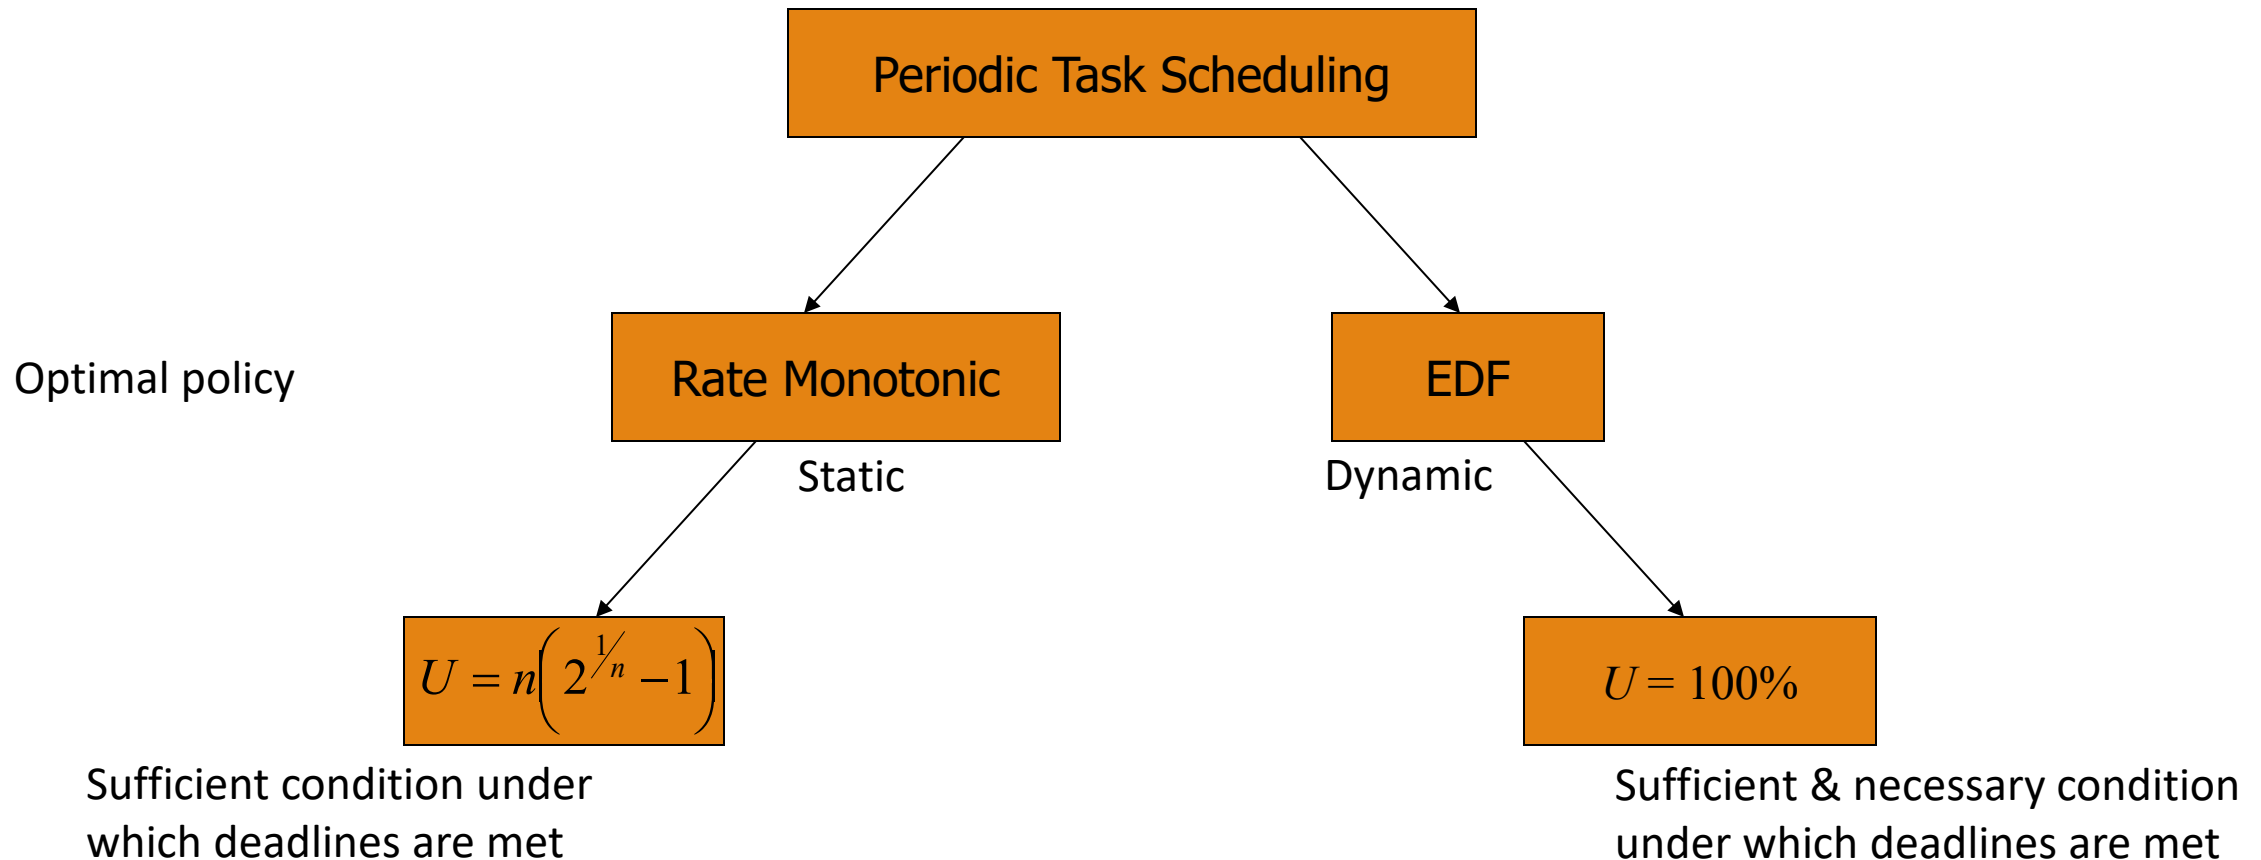 Periodic Task Scheduling
Optimal policy
Rate Monotonic
EDF
Static
Dynamic
U = n(2^{1/n} − 1)
U = 100%
Sufficient condition under
which deadlines are met
Sufficient & necessary condition
under which deadlines are met